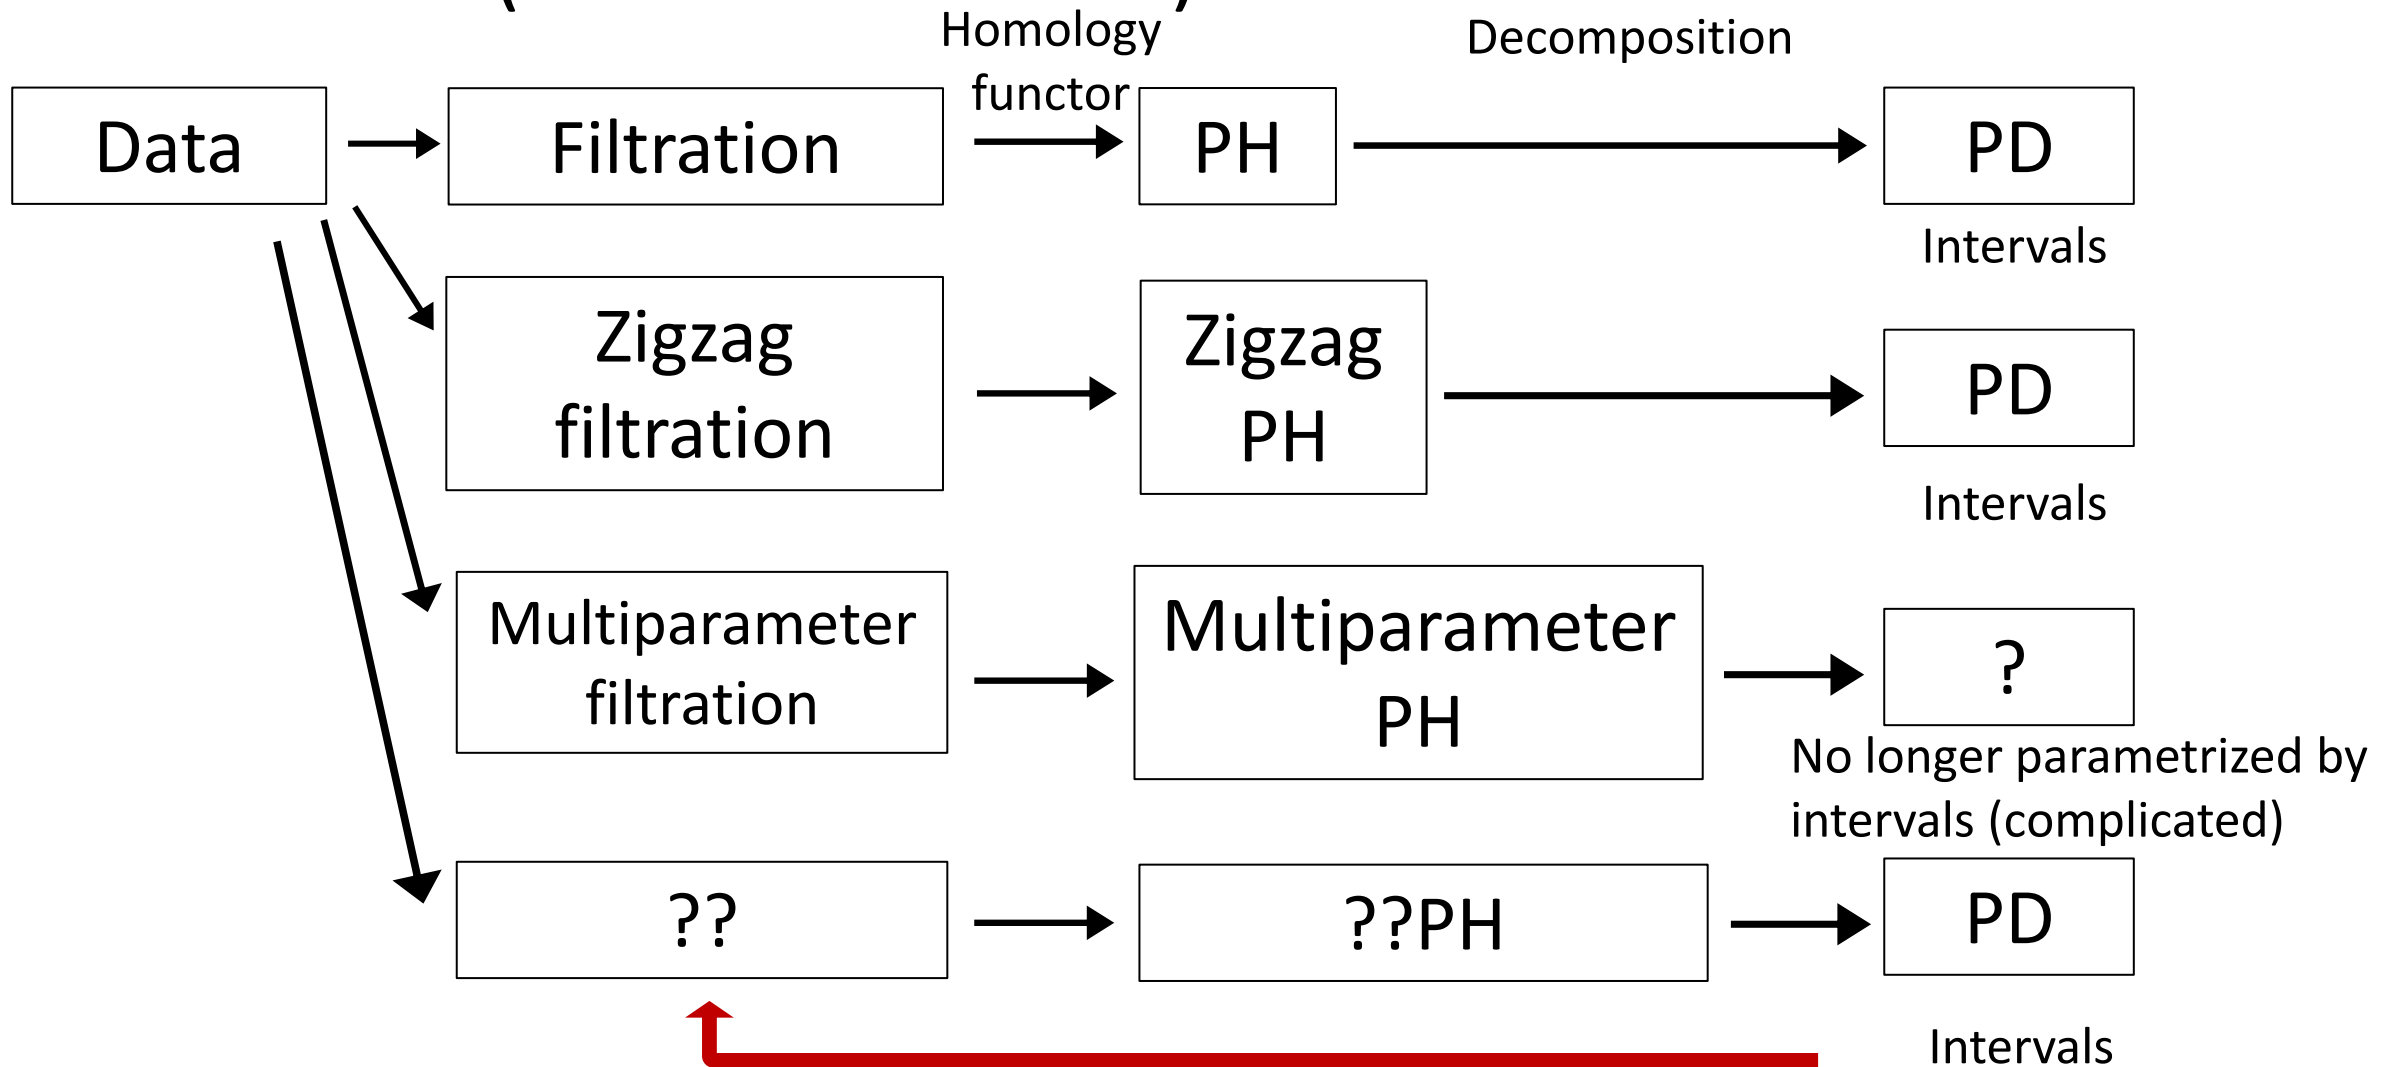 Homology
functor
Decomposition
Data
Filtration
PH
PD
Intervals
Zigzag
filtration
Zigzag
PH
PD
Intervals
Multiparameter
filtration
Multiparameter
PH
?
No longer parametrized by
intervals (complicated)
??
??PH
PD
Intervals